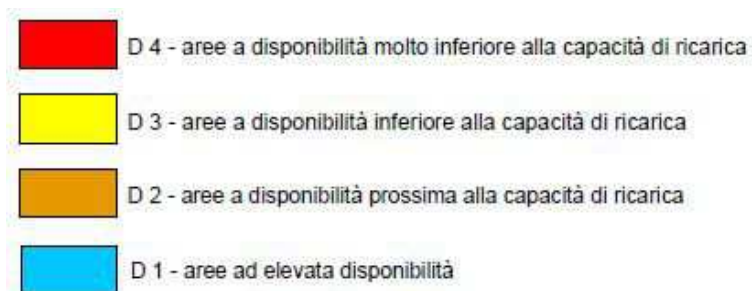 D 4 - aree a disponibilità molto inferiore alla capacità di ricarica
D 3 - aree a disponibilità inferiore alla capacità di ricarica
D 2 - aree a disponibilità prossima alla capacità di ricarica
D 1 - aree ad elevata disponibilità